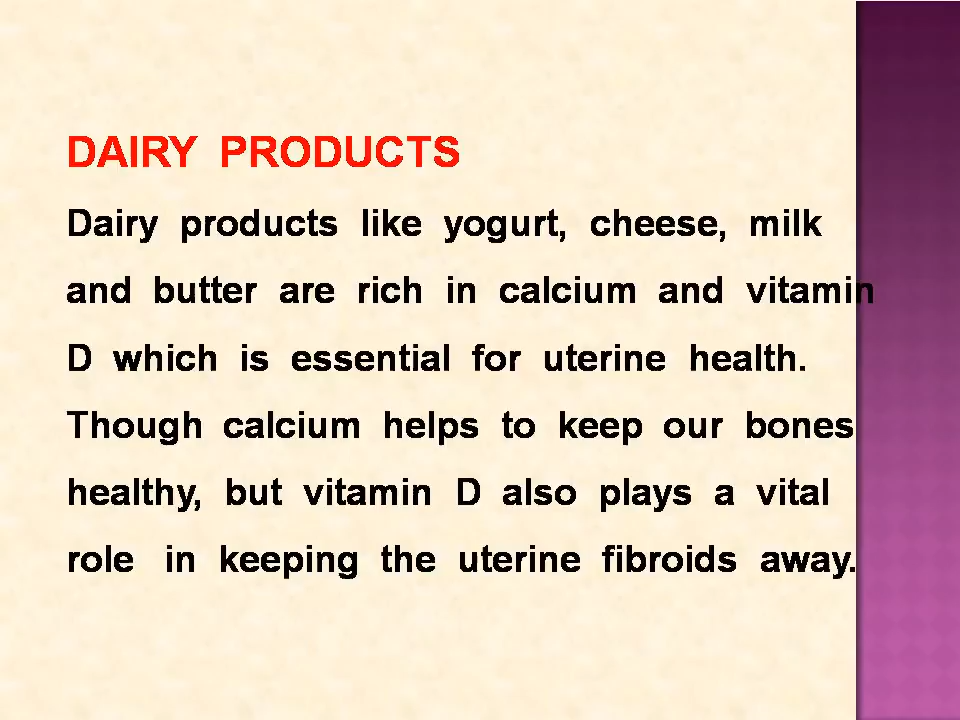 DAIRY PRODUCTS
Dairy products like yogurt, cheese, milk
and butter are rich in calcium and vitamin
D which is essential for uterine health.
Though calcium helps to keep our bones
healthy, but vitamin D also plays a vital
role in keeping the uterine fibroids away.